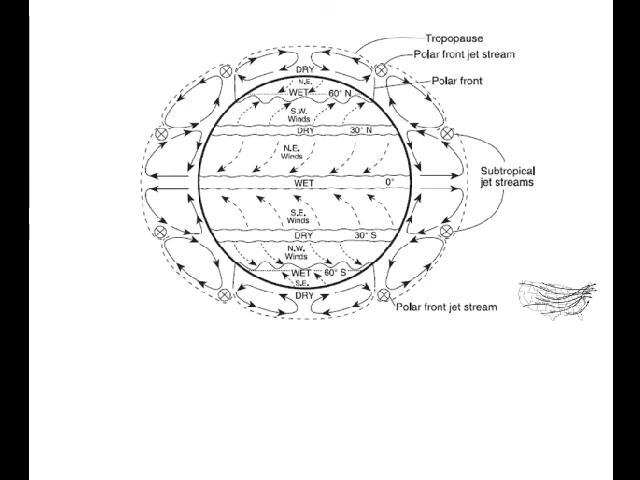 Tropopause
Polar front jet stream
Polar front
DRY
N.E.
WET
60° N
S.W.
Winds
DRY
30° N
N.E.
Winds
Subtropical
jet streams
WET
0°
S.E.
Winds
DRY
30° S
N.W.
Winds
WET
60° S
S.E.
DRY
Polar front jet stream